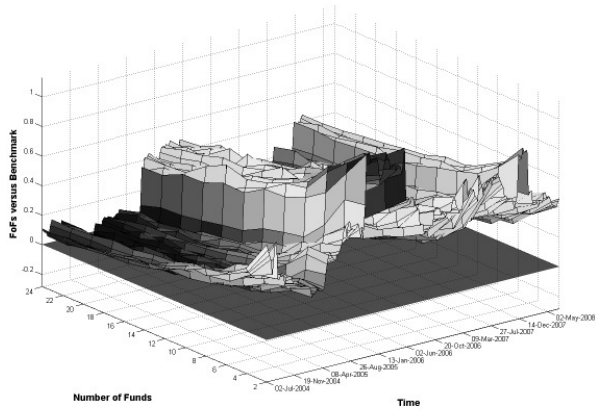 FoFs versus Benchmark
1
0.8
0.6
0.4
0.2
0
-0.2
24
22
20
18
16
14
12
10
8
6
4
2
Number of Funds
02-Jul-2004
19-Nov-2004
08-Apr-2005
26-Aug-2005
13-Jan-2006
02-Jun-2006
20-Oct-2006
09-Mar-2007
27-Jul-2007
14-Dec-2007
02-May-2008
Time